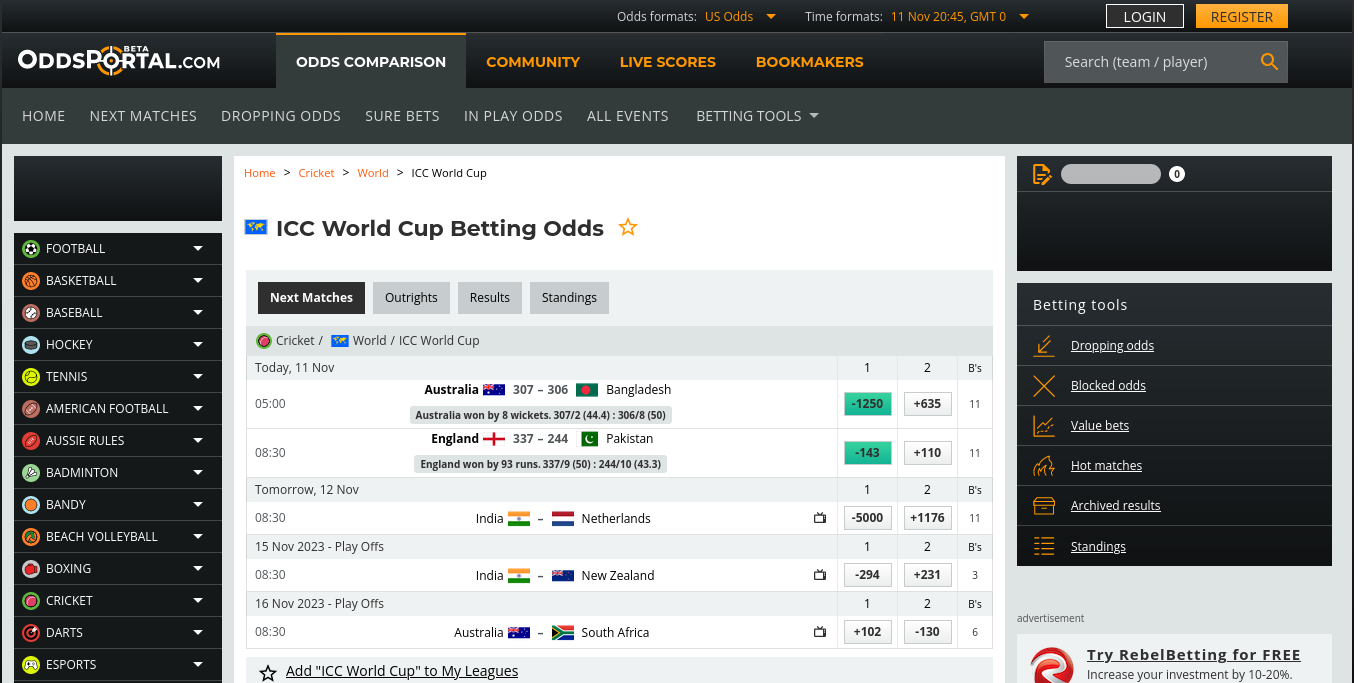 Odds formats: US Odds Time formats: 11 Nov 20:45, GMT 0 LOGIN REGISTER
ODDSPORTAL.COM BETA
ODDS COMPARISON COMMUNITY LIVE SCORES BOOKMAKERS Search (team / player)
HOME NEXT MATCHES DROPPING ODDS SURE BETS IN PLAY ODDS ALL EVENTS BETTING TOOLS
FOOTBALL
BASKETBALL
BASEBALL
HOCKEY
TENNIS
AMERICAN FOOTBALL
AUSSIE RULES
BADMINTON
BANDY
BEACH VOLLEYBALL
BOXING
CRICKET
DARTS
ESPORTS
Home > Cricket > World > ICC World Cup
ICC World Cup Betting Odds
Next Matches Outrights Results Standings
Cricket / World / ICC World Cup
Today, 11 Nov 1 2 B's
05:00 Australia 307 – 306 Bangladesh -1250 +635 11
Australia won by 8 wickets. 307/2 (44.4) : 306/8 (50)
08:30 England 337 – 244 Pakistan -143 +110 11
England won by 93 runs. 337/9 (50) : 244/10 (43.3)
Tomorrow, 12 Nov 1 2 B's
08:30 India – Netherlands -5000 +1176 11
15 Nov 2023 - Play Offs 1 2 B's
08:30 India – New Zealand -294 +231 3
16 Nov 2023 - Play Offs 1 2 B's
08:30 Australia – South Africa +102 -130 6
Add "ICC World Cup" to My Leagues
0
Betting tools
Dropping odds
Blocked odds
Value bets
Hot matches
Archived results
Standings
advertisement
Try RebelBetting for FREE
Increase your investment by 10-20%.